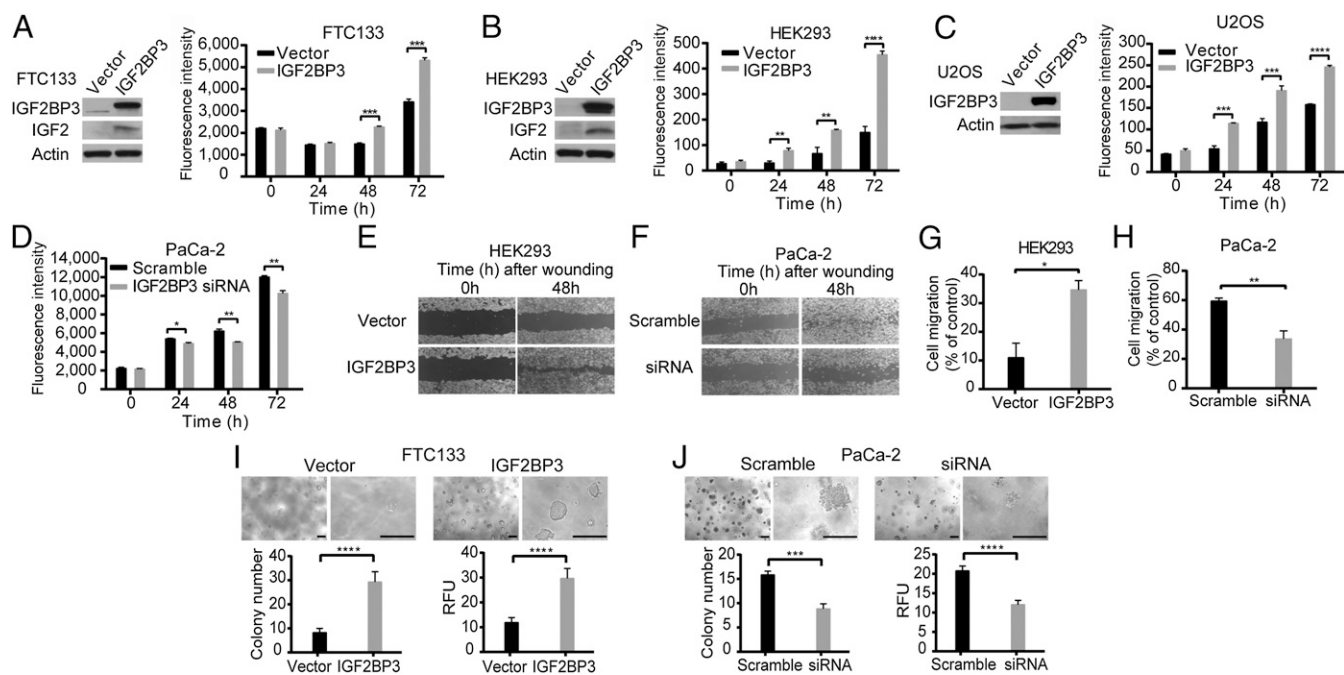 A
FTC133
Vector
IGF2BP3
IGF2BP3
IGF2
Actin
FTC133
Vector
IGF2BP3
Fluorescence intensity
6,000
5,000
4,000
3,000
2,000
1,000
0
***
***
0 24 48 72
Time (h)
B
HEK293
Vector
IGF2BP3
IGF2BP3
IGF2
Actin
HEK293
Vector
IGF2BP3
Fluorescence intensity
500
400
300
200
100
0
**
**
****
0 24 48 72
Time (h)
C
U2OS
Vector
IGF2BP3
IGF2BP3
Actin
U2OS
Vector
IGF2BP3
Fluorescence intensity
250
200
150
100
50
0
***
***
****
0 24 48 72
Time (h)
D
PaCa-2
Scramble
IGF2BP3 siRNA
Fluorescence intensity
12,000
10,000
8,000
6,000
4,000
2,000
0
*
**
**
0 24 48 72
Time (h)
E
HEK293
Time (h) after wounding
0h 48h
Vector
IGF2BP3
F
PaCa-2
Time (h) after wounding
0h 48h
Scramble
siRNA
G
HEK293
Cell migration
(% of control)
40
30
20
10
0
*
Vector IGF2BP3
H
PaCa-2
Cell migration
(% of control)
80
60
40
20
0
**
Scramble siRNA
I
FTC133
Vector IGF2BP3
Colony number
40
30
20
10
0
****
Vector IGF2BP3
RFU
40
30
20
10
0
****
Vector IGF2BP3
J
PaCa-2
Scramble siRNA
Colony number
20
15
10
5
0
***
Scramble siRNA
RFU
25
20
15
10
5
0
****
Scramble siRNA